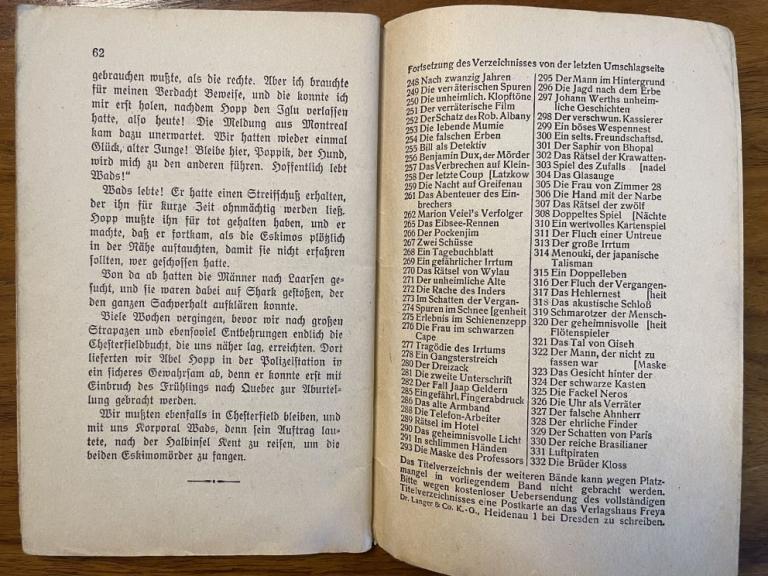 62
gebrauchen wußte, als die rechte. Aber ich brauchte
für meinen Verdacht Beweise, und die konnte ich
mir erst holen, nachdem Hopp den Iglu verlassen
hatte, also heute! Die Meldung aus Montreal
kam dazu unerwartet. Wir hatten wieder einmal
Glück, alter Junge! Bleibe hier, Poppik, der Hund,
wird mich zu den anderen führen. Hoffentlich lebt
Wads!"
Wads lebte! Er hatte einen Streifschuß erhalten,
der ihn für kurze Zeit ohnmächtig werden ließ.
Hopp mußte ihn für tot gehalten haben, und er
machte, daß er fortkam, als die Eskimos plötzlich
in der Nähe auftauchten, damit sie nicht erfahren
sollten, wer geschossen hatte.
Von da ab hatten die Männer nach Laarsen ge-
sucht, und sie waren dabei auf Shark gestoßen, der
den ganzen Sachverhalt aufklären konnte.
Viele Wochen vergingen, bevor wir nach großen
Strapazen und ebensoviel Entbehrungen endlich die
Chesterfieldbucht, die uns näher lag, erreichten. Dort
lieferten wir Abel Hopp in der Polizeistation in
ein sicheres Gewahrsam ab, denn er konnte erst mit
Einbruch des Frühlings nach Quebec zur Aburtei-
lung gebracht werden.
Wir mußten ebenfalls in Chesterfield bleiben, und
mit uns Korporal Wads, denn sein Auftrag lau-
tete, nach der Halbinsel Kent zu reisen, um die
beiden Eskimomörder zu fangen.
Fortsetzung des Verzeichnisses von der letzten Umschlagseite
248 Nach zwanzig Jahren
249 Die verräterischen Spuren
250 Die unheimlich. Klopftöne
251 Der verräterische Film
252 Der Schatz des Rob. Albany
253 Die lebende Mumie
254 Die falschen Erben
255 Bill als Detektiv
256 Benjamin Dux, der Mörder
257 Das Verbrechen auf Klein-
258 Der letzte Coup [Latzkow
259 Die Nacht auf Greifenau
261 Das Abenteuer des Ein-
brechers
262 Marion Veiel's Verfolger
265 Das Eibsee-Rennen
266 Der Pockenjim
267 Zwei Schüsse
268 Ein Tagebuchblatt
269 Ein gefährlicher Irrtum
270 Das Rätsel von Wylau
271 Der unheimliche Alte
272 Die Rache des Inders
273 Im Schatten der Vergan-
274 Spuren im Schnee [genheit
275 Erlebnis im Schienenzepp
276 Die Frau im schwarzen
Cape
277 Tragödie des Irrtums
278 Ein Gangsterstreich
280 Der Dreizack
281 Die zweite Unterschrift
282 Der Fall Jaap Geldern
285 Eingefährl. Fingerabdruck
286 Das alte Armband
288 Die Telefon-Arbeiter
289 Rätsel im Hotel
290 Das geheimnisvolle Licht
291 In schlimmen Händen
293 Die Maske des Professors
295 Der Mann im Hintergrund
296 Die Jagd nach dem Erbe
297 Johann Werths unheim-
liche Geschichten
298 Der verschwun. Kassierer
299 Ein böses Wespennest
300 Ein selts. Freundschaftsd.
301 Der Saphir von Bhopal
302 Das Rätsel der Krawatten-
303 Spiel des Zufalls [nadel
304 Das Glasauge
305 Die Frau von Zimmer 28
306 Die Hand mit der Narbe
307 Das Rätsel der zwölf
308 Doppeltes Spiel [Nächte
310 Ein wertvolles Kartenspiel
311 Der Fluch einer Untreue
313 Der große Irrtum
314 Menouki, der japanische
Talisman
315 Ein Doppelleben
316 Der Fluch der Vergangen-
317 Das Hehlernest [heit
318 Das akustische Schloß
319 Schmarotzer der Mensch-
320 Der geheimnisvolle [heit
Flötenspieler
321 Das Tal von Giseh
322 Der Mann, der nicht zu
fassen war [Maske
323 Das Gesicht hinter der
324 Der schwarze Kasten
325 Die Fackel Neros
326 Die Uhr als Verräter
327 Der falsche Ahnherr
328 Der ehrliche Finder
329 Der Schatten von Paris
330 Der reiche Brasilianer
331 Luftpiraten
332 Die Brüder Kloss
Das Titelverzeichnis der weiteren Bände kann wegen Platz-
mangel in vorliegendem Band nicht gebracht werden.
Bitte wegen kostenloser Uebersendung des vollständigen
Titelverzeichnisses eine Postkarte an das Verlagshaus Freya
Dr. Langer & Co. K.-G., Heidenau 1 bei Dresden zu schreiben.